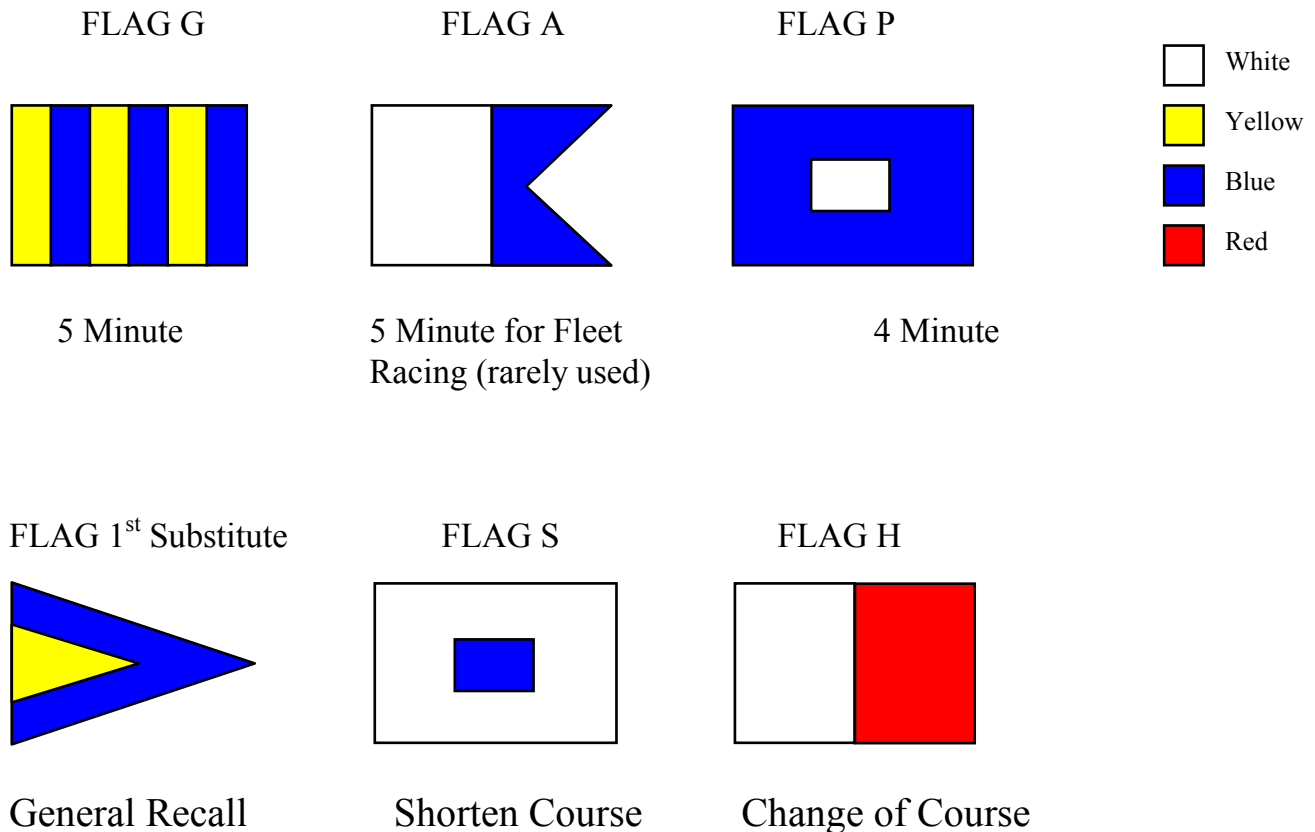 FLAG G
FLAG A
FLAG P
White
Yellow
Blue
Red
5 Minute
5 Minute for Fleet
Racing (rarely used)
4 Minute
FLAG 1st Substitute
FLAG S
FLAG H
General Recall
Shorten Course
Change of Course